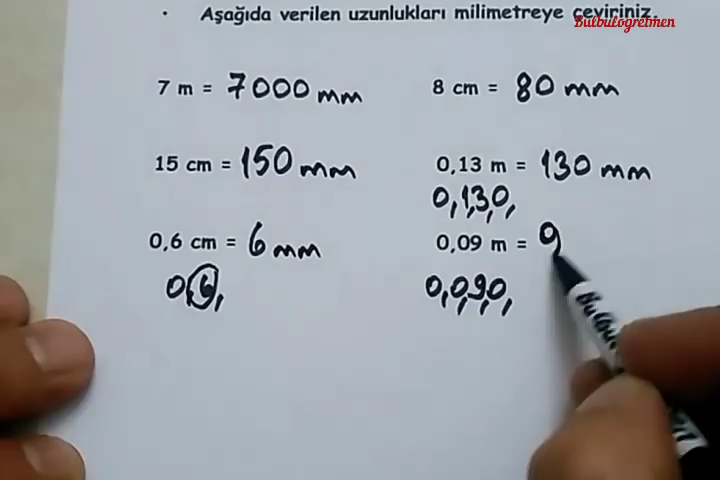 · Aşağıda verilen uzunlukları milimetreye çeviriniz.
Bulbulogretmen
7 m = 7000 mm
8 cm = 80 mm
15 cm = 150 mm
0,13 m = 130 mm
0,1,3,0,
0,6 cm = 6 mm
0,6,
0,09 m = 9
0,0,9,0,